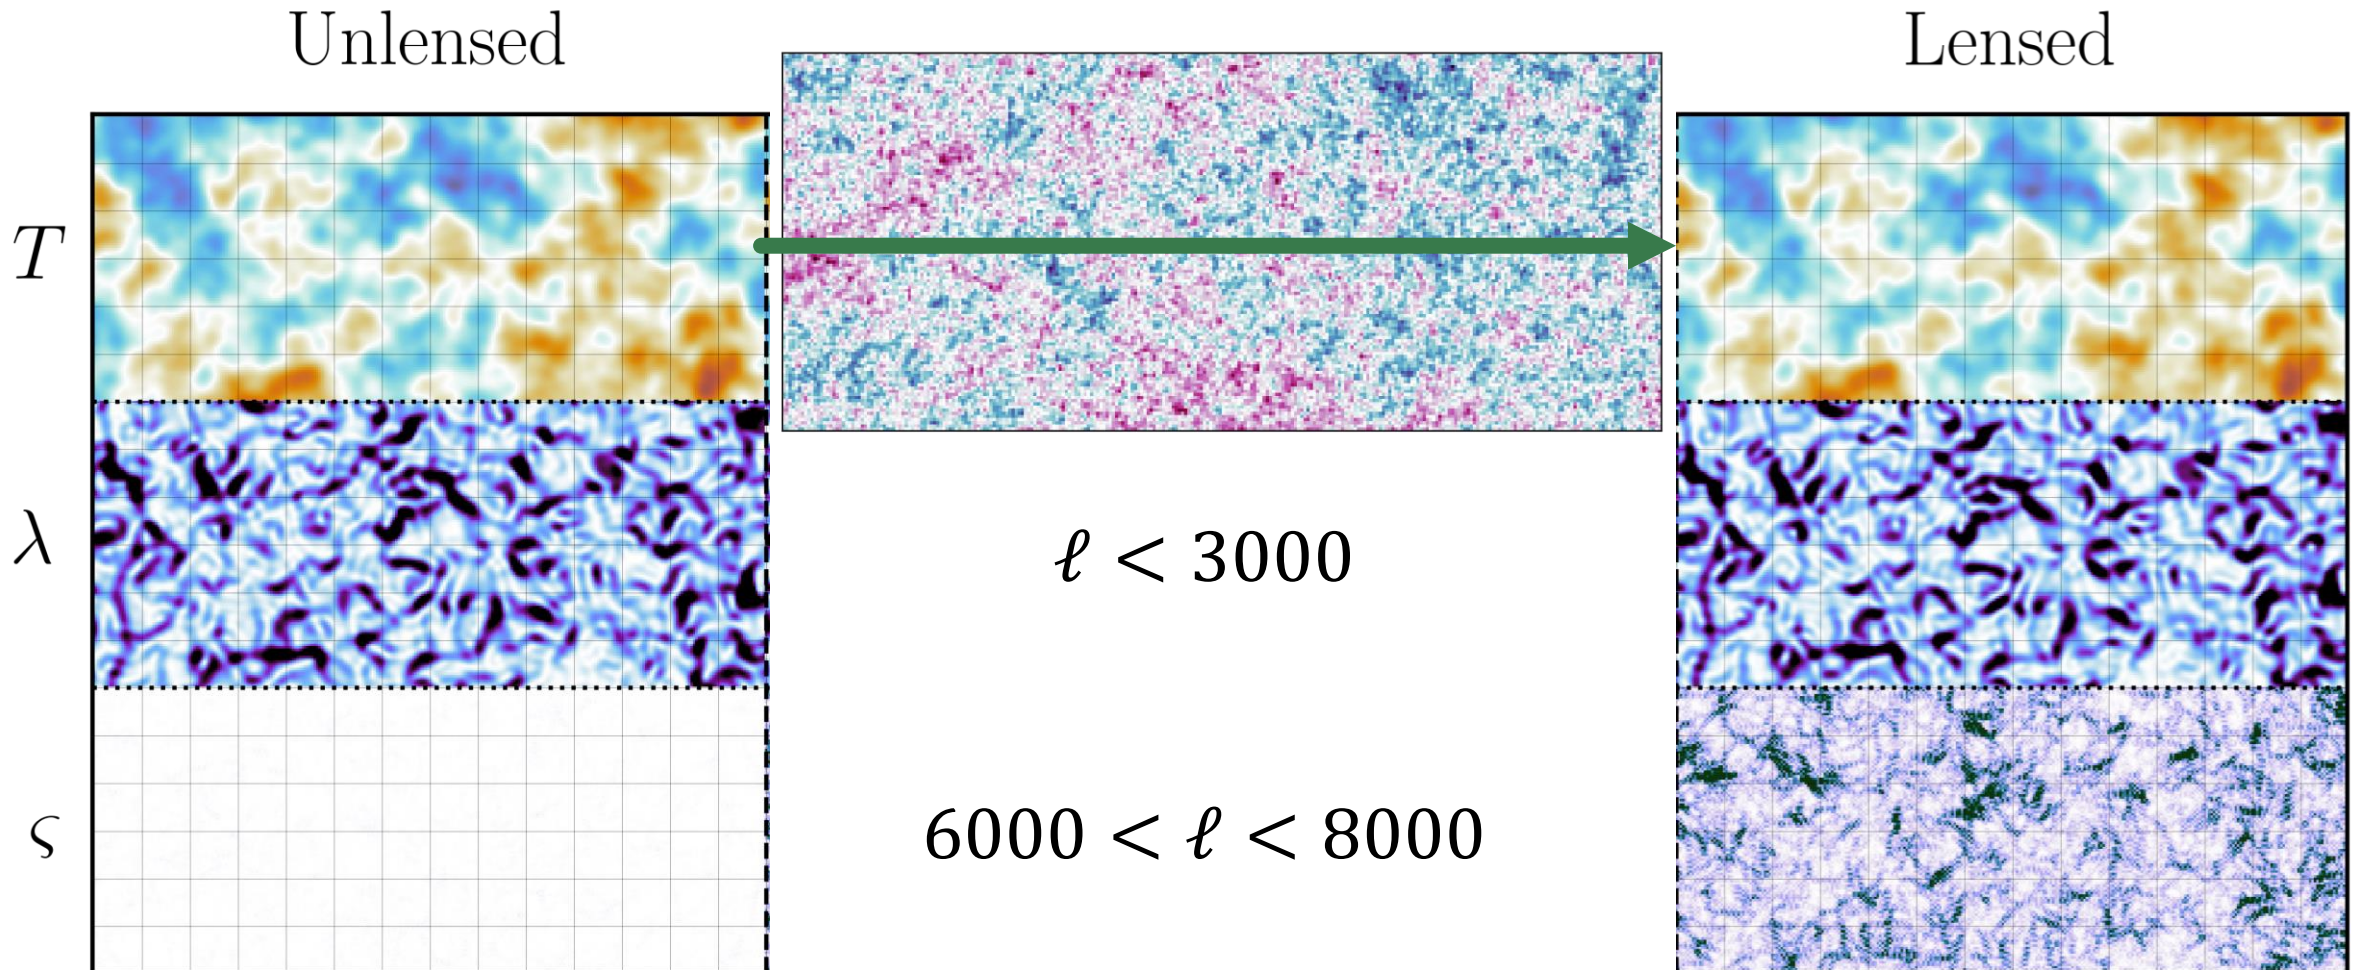 Unlensed
Lensed
T
λ
ℓ < 3000
ς
6000 < ℓ < 8000